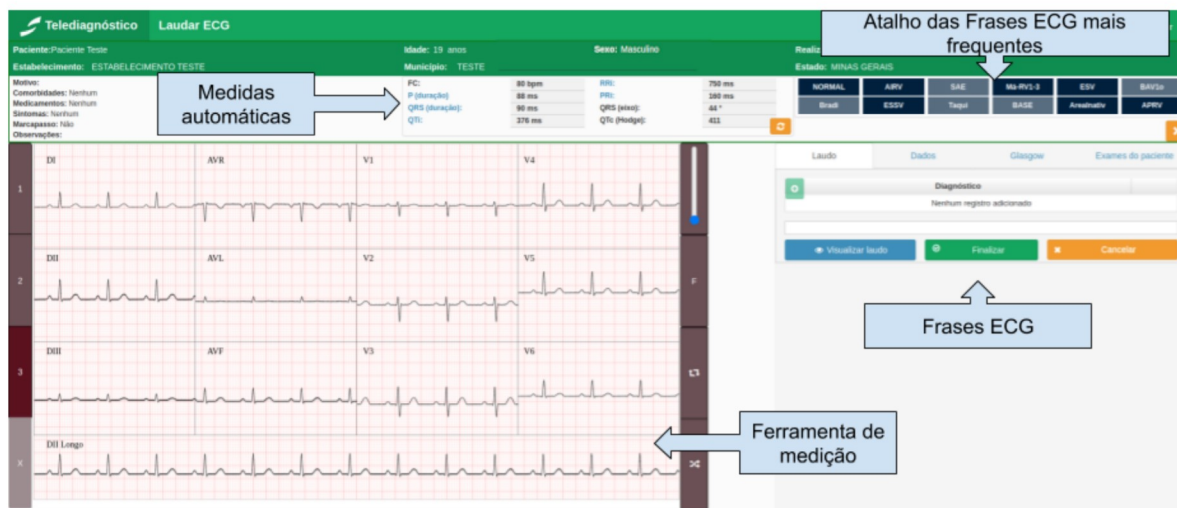 Telediagnóstico Laudar ECG
Atalho das Frases ECG mais
frequentes
Paciente:Paciente Teste Idade: 19 anos Sexo: Masculino
Estabelecimento: ESTABELECIMENTO TESTE Município: TESTE Estado: MINAS GERAIS
Motivo:
Comorbidades: Nenhum
Medicamentos: Nenhum
Sintomas: Nenhum
Marcapasso: Não
Observações:
Medidas
automáticas
FC: 80 bpm RRI: 750 ms
P (duração) 88 ms PRI: 160 ms
QRS (duração): 90 ms QRS (eixo): 44 °
QTi: 376 ms QTc (Hodge): 411
NORMAL AIRV SAE Má-RV1-3 ESV BAV1o
Bradi ESSV Taqui BASE Areainativ APRV
Laudo Dados Glasgow Exames do paciente
Diagnóstico
Nenhum registro adicionado
Visualizar laudo Finalizar Cancelar
Frases ECG
1 DI AVR V1 V4
2 DII AVL V2 V5 F
3 DIII AVF V3 V6
X DII Longo
Ferramenta de
medição